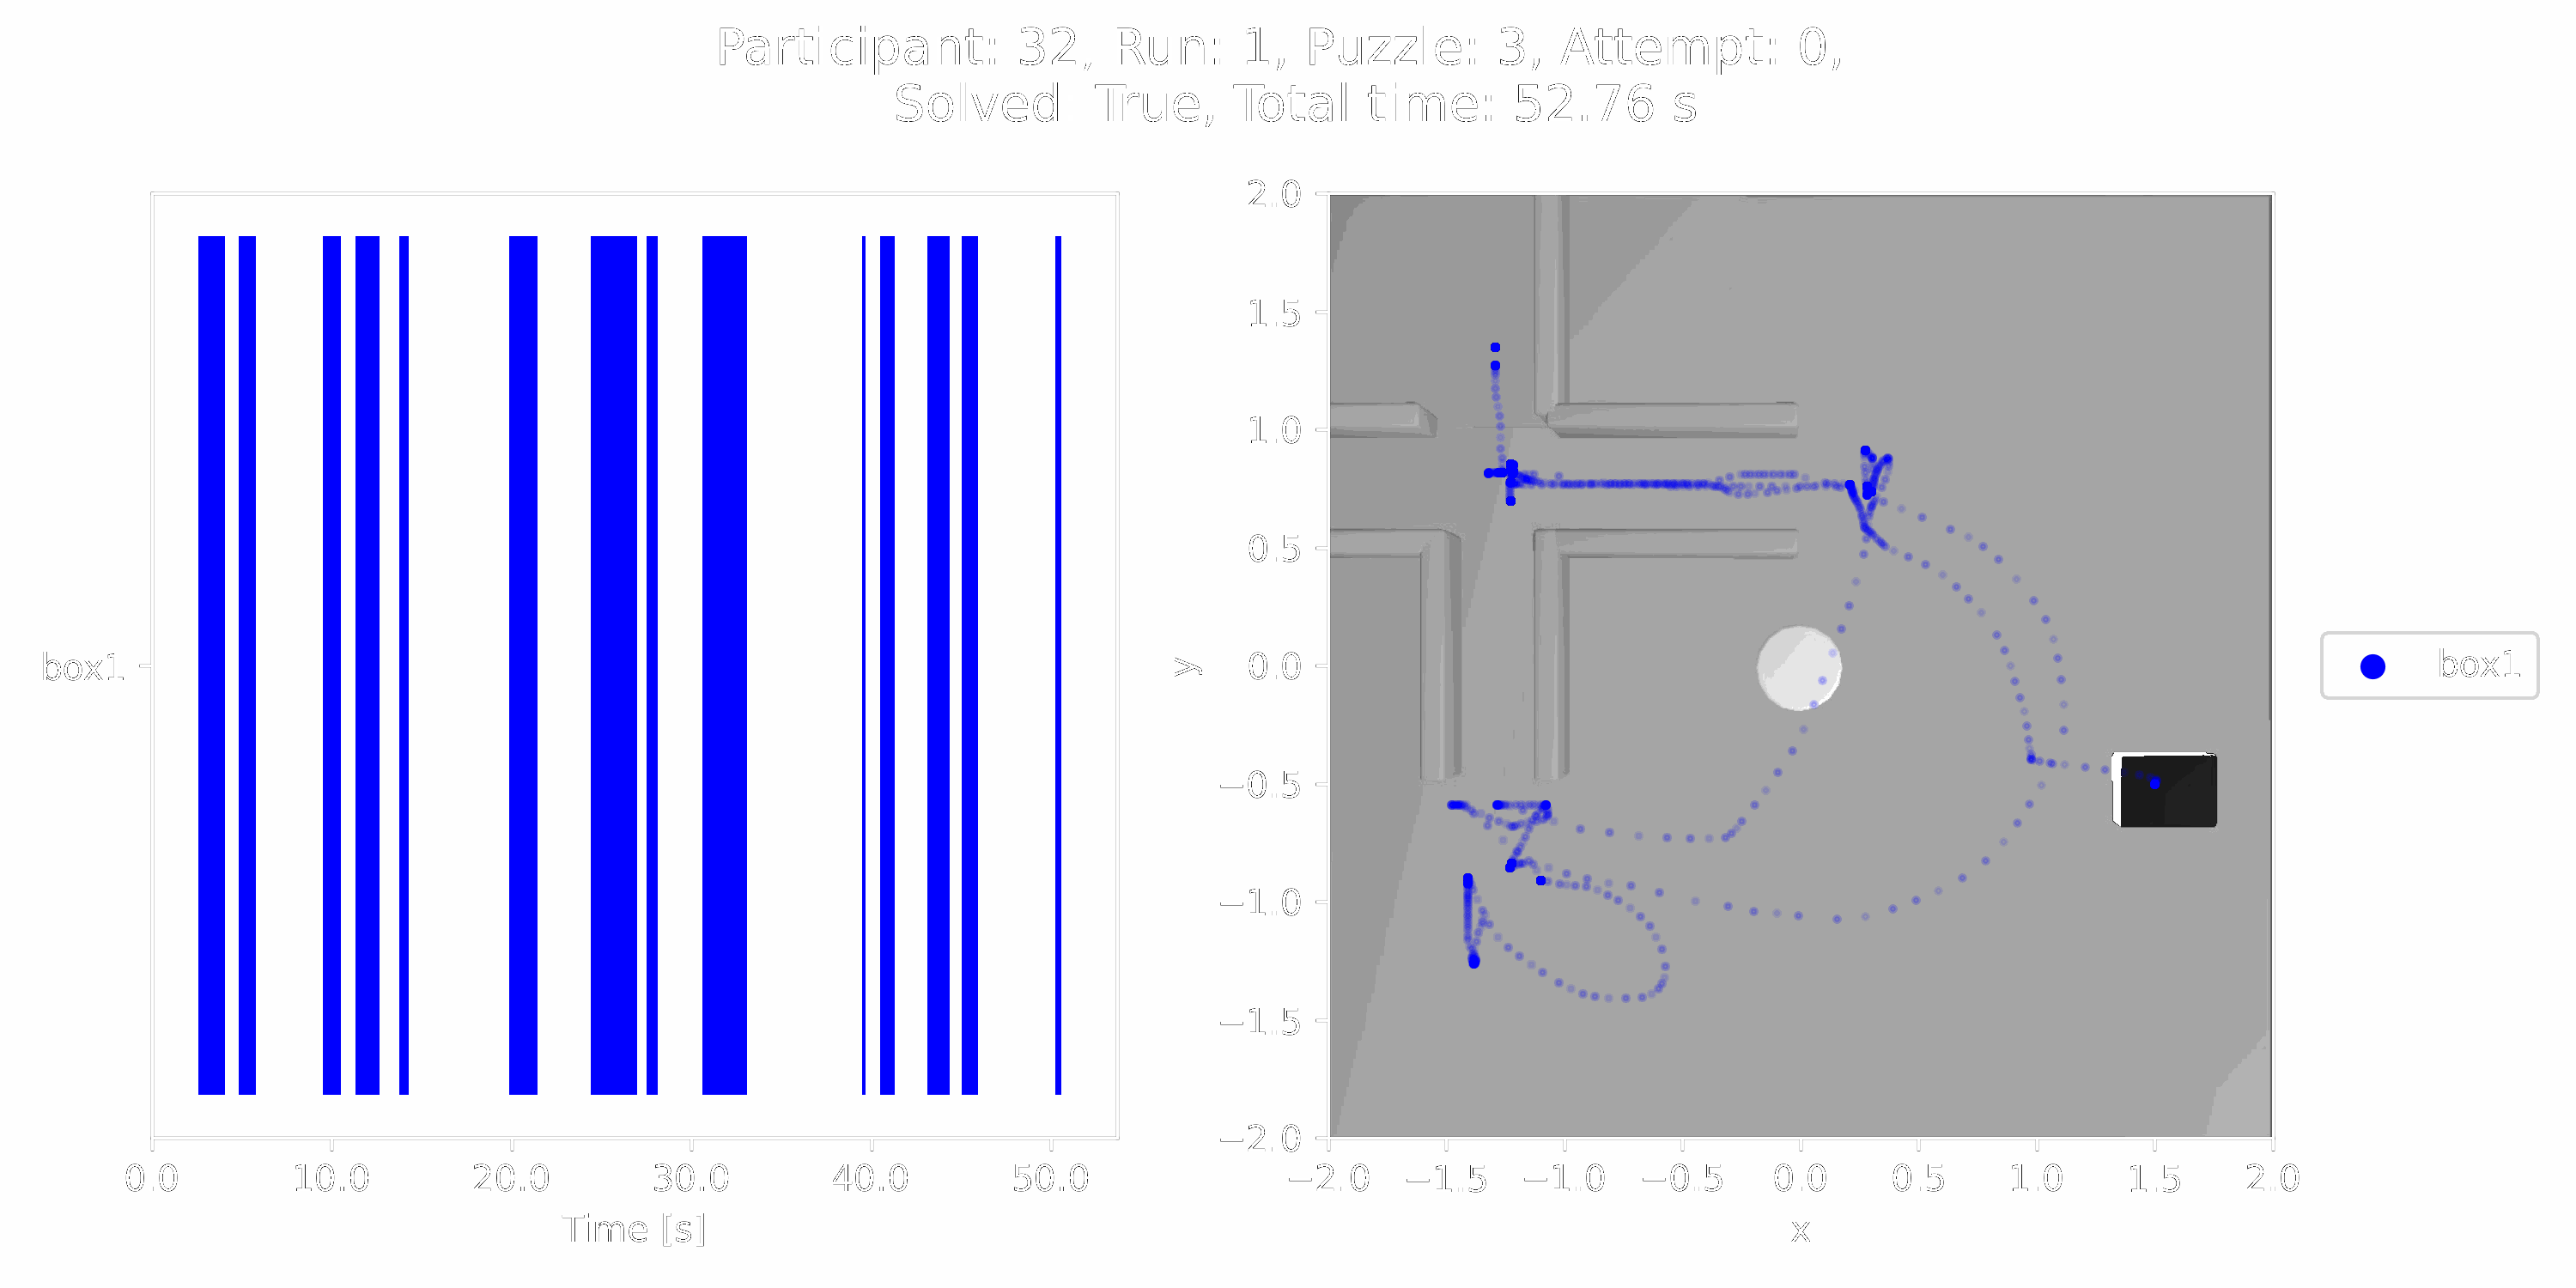 Participant: 32, Run: 1, Puzzle: 3, Attempt: 0,
Solved True, Total time: 52.76 s
box1
0.0 10.0 20.0 30.0 40.0 50.0
Time [s]
y
2.0
1.5
1.0
0.5
0.0
−0.5
−1.0
−1.5
−2.0
−2.0 −1.5 −1.0 −0.5 0.0 0.5 1.0 1.5 2.0
x
box1